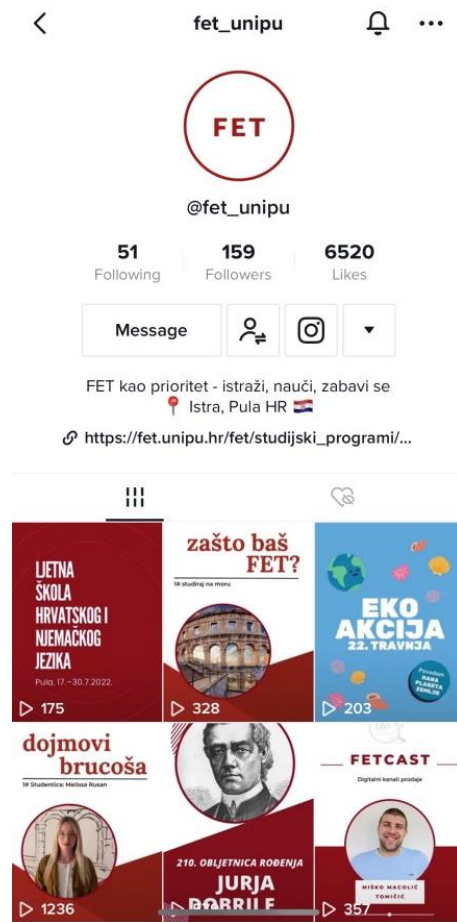 fet_unipu
FET
@fet_unipu
51
Following
159
Followers
6520
Likes
Message
FET kao prioritet - istraži, nauči, zabavi se
Istra, Pula HR
https://fet.unipu.hr/fet/studijski_programi/...
LJETNA
ŠKOLA
HRVATSKOG I
NJEMAČKOG
JEZIKA
Pula, 17.–30.7.2022.
175
zašto baš
FET?
1# studiraj na moru
328
EKO
AKCIJA
22. TRAVNJA
Povodom
DANA
PLANETA
ZEMLJE
203
dojmovi
brucoša
1# Studentica: Melissa Rusan
1236
210. OBLJETNICA ROĐENJA
JURJA
DOBRILE
FETCAST
Digitalni kanali prodaje
MIŠKO MACOLIĆ
TOMIČIĆ
357